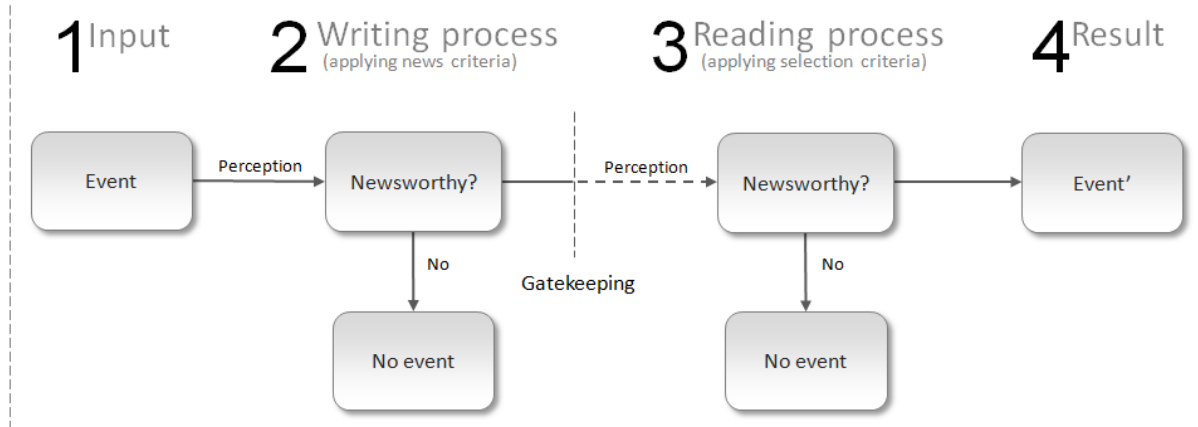 1 Input
2 Writing process
(applying news criteria)
3 Reading process
(applying selection criteria)
4 Result
Event
Perception
Newsworthy?
Perception
Newsworthy?
Event’
No
No
Gatekeeping
No event
No event